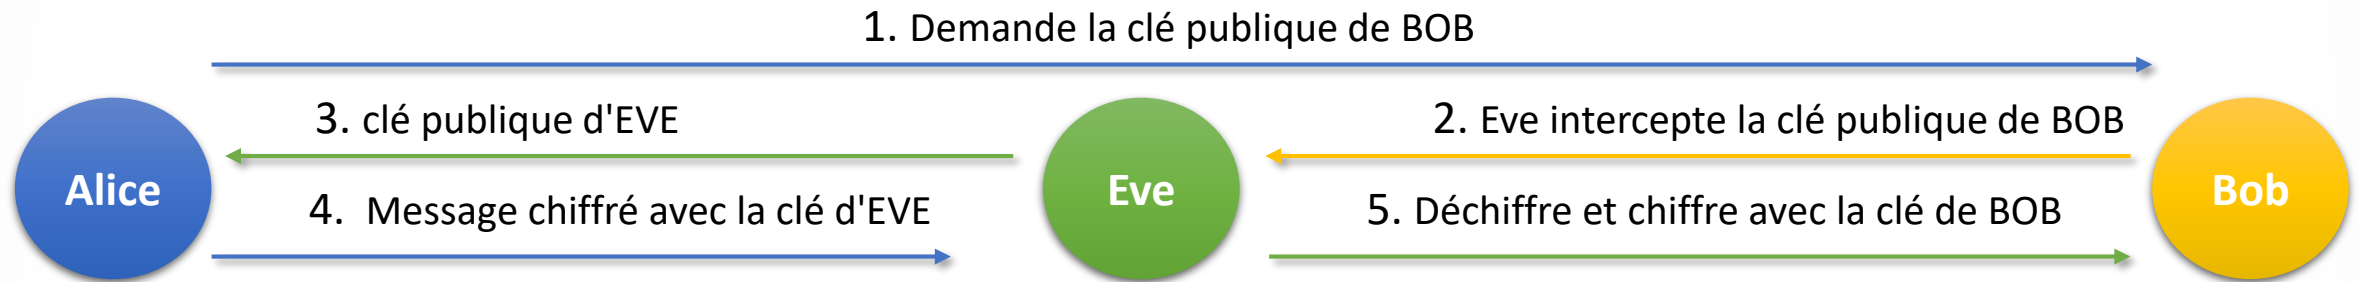 1. Demande la clé publique de BOB
3. clé publique d'EVE
2. Eve intercepte la clé publique de BOB
Alice
Eve
Bob
4. Message chiffré avec la clé d'EVE
5. Déchiffre et chiffre avec la clé de BOB